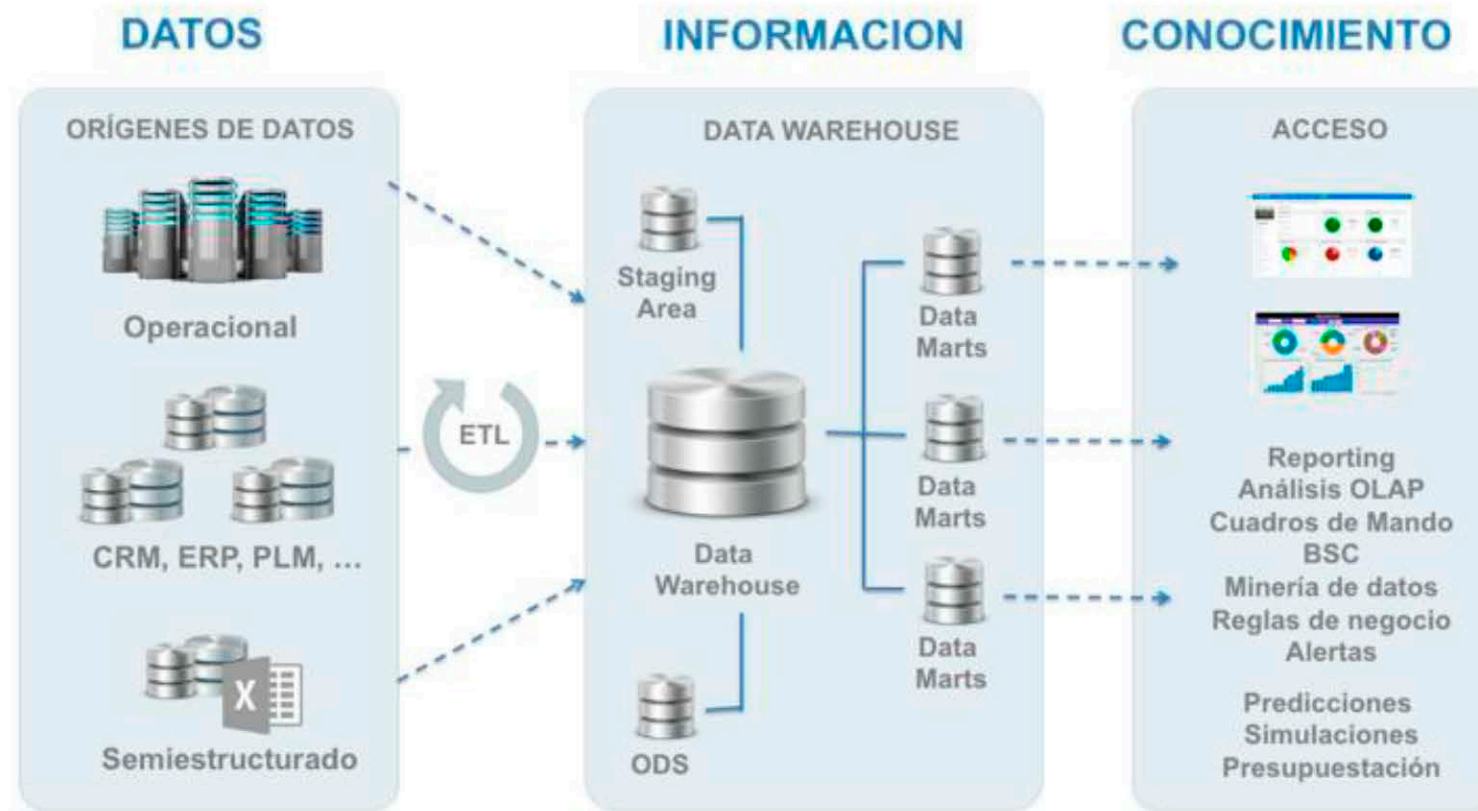 DATOS
INFORMACION
CONOCIMIENTO
ORÍGENES DE DATOS
Operacional
CRM, ERP, PLM, ...
Semiestructurado
ETL
DATA WAREHOUSE
Staging
Area
Data
Warehouse
ODS
Data
Marts
Data
Marts
Data
Marts
ACCESO
Reporting
Análisis OLAP
Cuadros de Mando
BSC
Minería de datos
Reglas de negocio
Alertas
Predicciones
Simulaciones
Presupuestación